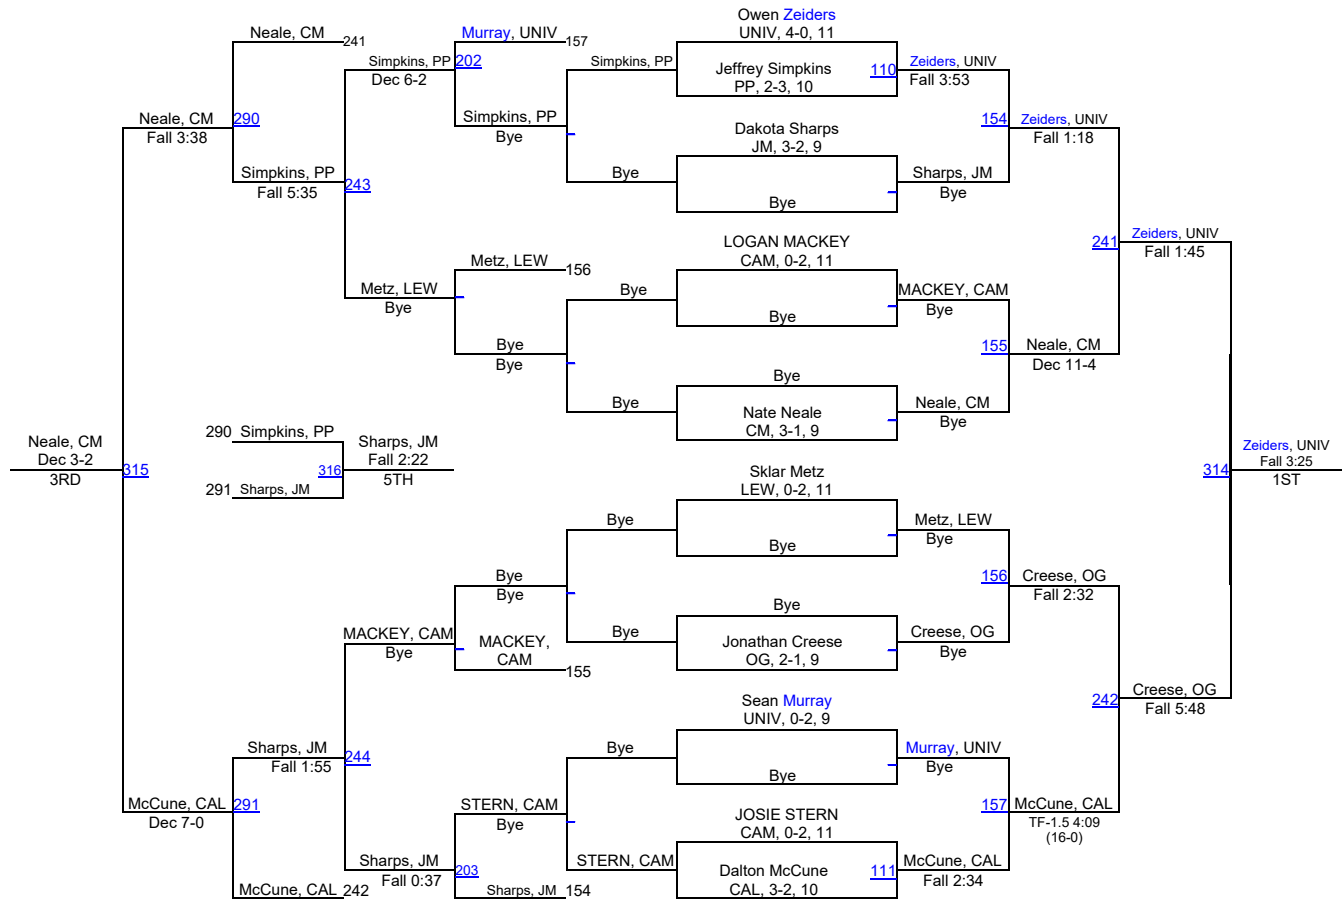 Owen Zeiders
UNIV, 4-0, 11
Neale, CM 241
Murray, UNIV 157
Simpkins, PP 202
Dec 6-2
Simpkins, PP
Jeffrey Simpkins 110
PP, 2-3, 10
Zeiders, UNIV
Fall 3:53
Neale, CM 290
Fall 3:38
Simpkins, PP
Bye
Dakota Sharps
JM, 3-2, 9
154 Zeiders, UNIV
Fall 1:18
Simpkins, PP 243
Fall 5:35
Bye
Bye
Sharps, JM
Bye
LOGAN MACKEY
CAM, 0-2, 11
241 Zeiders, UNIV
Fall 1:45
Metz, LEW 156
Metz, LEW
Bye
Bye
MACKEY, CAM
Bye
Bye
Bye
155 Neale, CM
Dec 11-4
Bye
Bye
Nate Neale
CM, 3-1, 9
Neale, CM
Bye
Neale, CM
Dec 3-2
3RD
315
290 Simpkins, PP
291 Sharps, JM
316
Sharps, JM
Fall 2:22
5TH
314
Zeiders, UNIV
Fall 3:25
1ST
Sklar Metz
LEW, 0-2, 11
Bye
Bye
Metz, LEW
Bye
Bye
Bye
156 Creese, OG
Fall 2:32
Bye
Bye
Jonathan Creese
OG, 2-1, 9
Creese, OG
Bye
MACKEY, CAM
Bye
MACKEY,
CAM
155
242 Creese, OG
Fall 5:48
Sean Murray
UNIV, 0-2, 9
Sharps, JM 244
Fall 1:55
Bye
Bye
Murray, UNIV
Bye
McCune, CAL 291
Dec 7-0
STERN, CAM
Bye
JOSIE STERN
CAM, 0-2, 11
157 McCune, CAL
TF-1.5 4:09
(16-0)
Sharps, JM 203
Fall 0:37
STERN, CAM
Dalton McCune 111
CAL, 3-2, 10
McCune, CAL
Fall 2:34
McCune, CAL 242
Sharps, JM 154